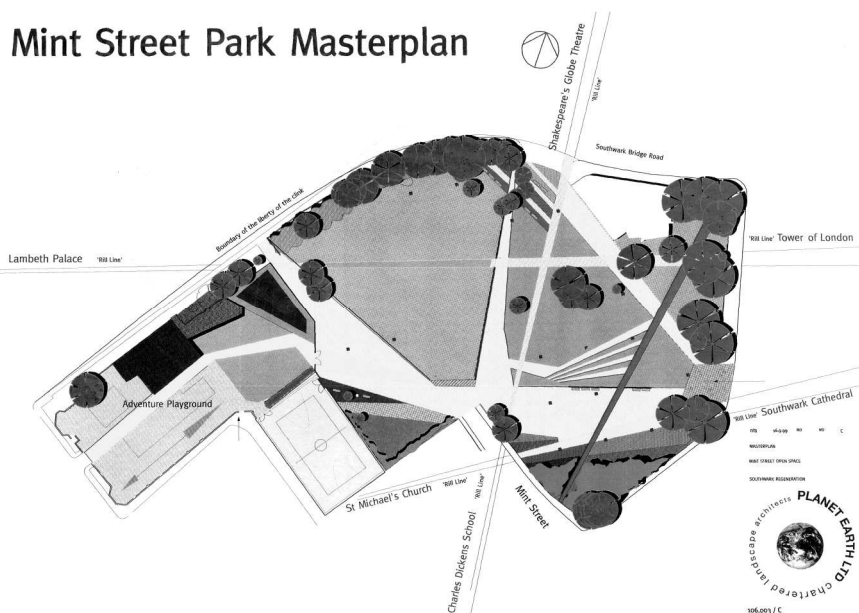 Mint Street Park Masterplan
Shakespeare's Globe Theatre
'Rill Line'
Southwark Bridge Road
Boundary of the liberty of the clink
Lambeth Palace 'Rill Line'
'Rill Line' Tower of London
Adventure Playground
'Rill Line' Southwark Cathedral
MASTERPLAN
MINT STREET OPEN SPACE
SOUTHWARK REGENERATION
St Michael's Church 'Rill Line'
'Rill Line'
Charles Dickens School
Mint Street
PLANET EARTH LTD chartered landscape architects
106,003 / C